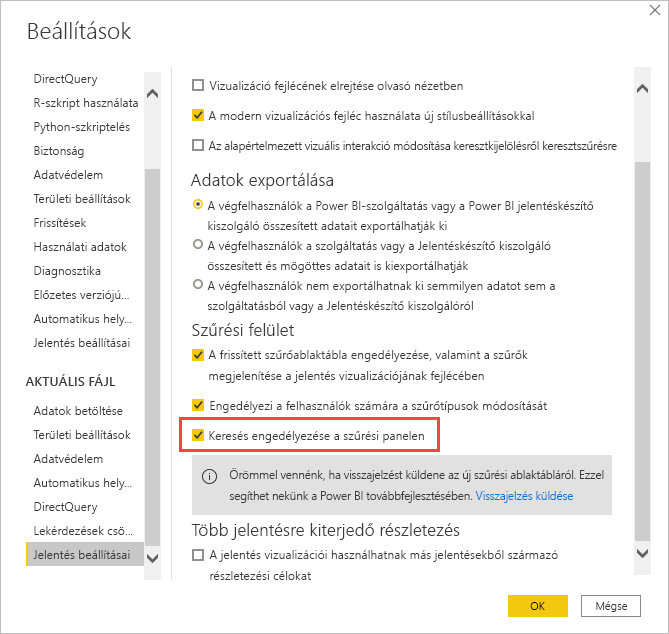 Beállítások
DirectQuery
R-szkript használata
Python-szkriptelés
Biztonság
Adatvédelem
Területi beállítások
Frissítések
Használati adatok
Diagnosztika
Előzetes verziójú...
Automatikus hely...
Jelentés beállításai
AKTUÁLIS FÁJL
Adatok betöltése
Területi beállítások
Adatvédelem
Automatikus hely...
DirectQuery
Lekérdezések csö...
Jelentés beállításai
Vizualizáció fejlécének elrejtése olvasó nézetben
A modern vizualizációs fejléc használata új stílusbeállításokkal
Az alapértelmezett vizuális interakció módosítása keresztkijelölésről keresztszűrésre
Adatok exportálása
A végfelhasználók a Power BI-szolgáltatás vagy a Power BI jelentéskészítő
kiszolgáló összesített adatait exportálhatják ki
A végfelhasználók a szolgáltatás vagy a Jelentéskészítő kiszolgáló
összesített és mögöttes adatait is kiexportálhatják
A végfelhasználók nem exportálhatnak ki semmilyen adatot sem a
szolgáltatásból vagy a Jelentéskészítő kiszolgálóról
Szűrési felület
A frissített szűrőablaktábla engedélyezése, valamint a szűrők
megjelenítése a jelentés vizualizációjának fejlécében
Engedélyezi a felhasználók számára a szűrőtípusok módosítását
Keresés engedélyezése a szűrési panelen
Örömmel vennénk, ha visszajelzést küldene az új szűrési ablaktábláról. Ezzel
segíthet nekünk a Power BI továbbfejlesztésében. Visszajelzés küldése
Több jelentésre kiterjedő részletezés
A jelentés vizualizációi használhatnak más jelentésekből származó
részletezési célokat
OK
Mégse